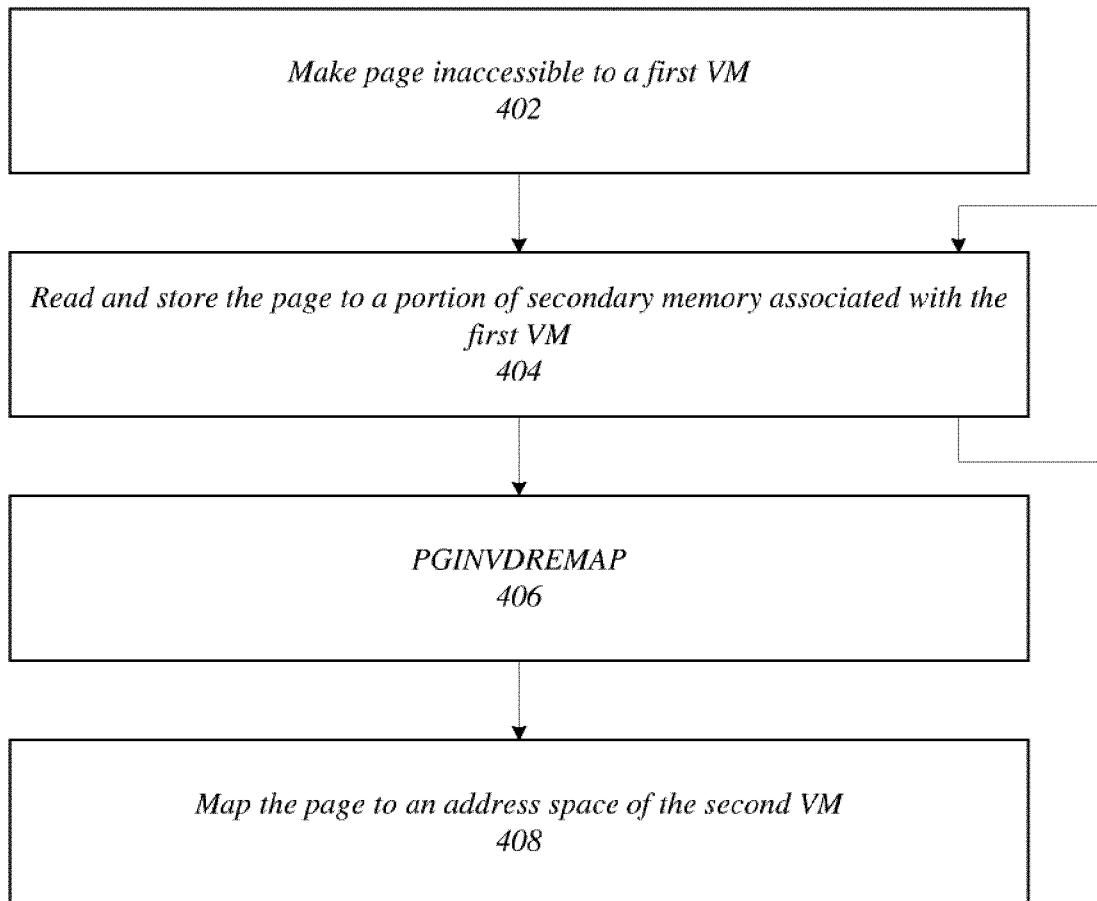 Make page inaccessible to a first VM
402
Read and store the page to a portion of secondary memory associated with the
first VM
404
PGINVDREMAP
406
Map the page to an address space of the second VM
408